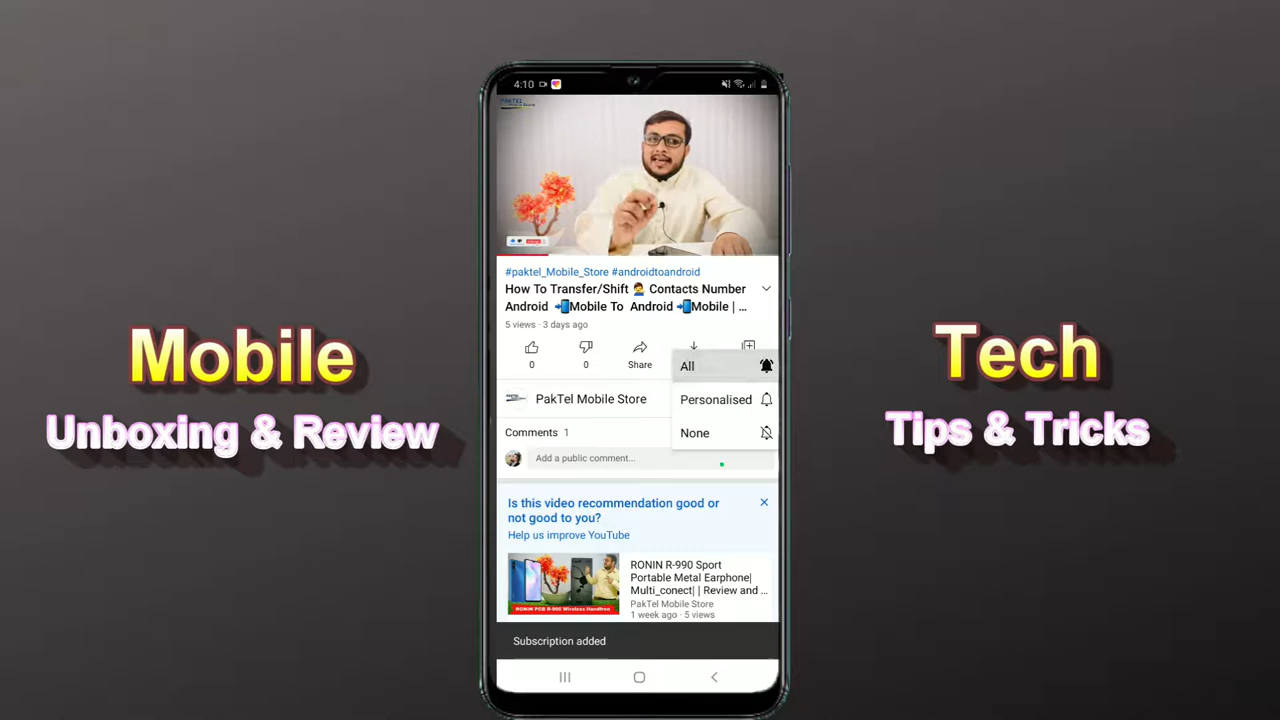 4:10
PAKTEL
#paktel_Mobile_Store #androidtoandroid
How To Transfer/Shift 🙎‍♂️ Contacts Number
Android 📲Mobile To Android 📲Mobile | ...
5 views · 3 days ago
0
0
Share
All
Personalised
None
PakTel Mobile Store
Comments 1
Add a public comment...
Is this video recommendation good or
not good to you?
Help us improve YouTube
RONIN R-990 Sport
Portable Metal Earphone|
Multi_conect| | Review and ...
PakTel Mobile Store
1 week ago · 5 views
Subscription added
Mobile
Unboxing & Review
Tech
Tips & Tricks